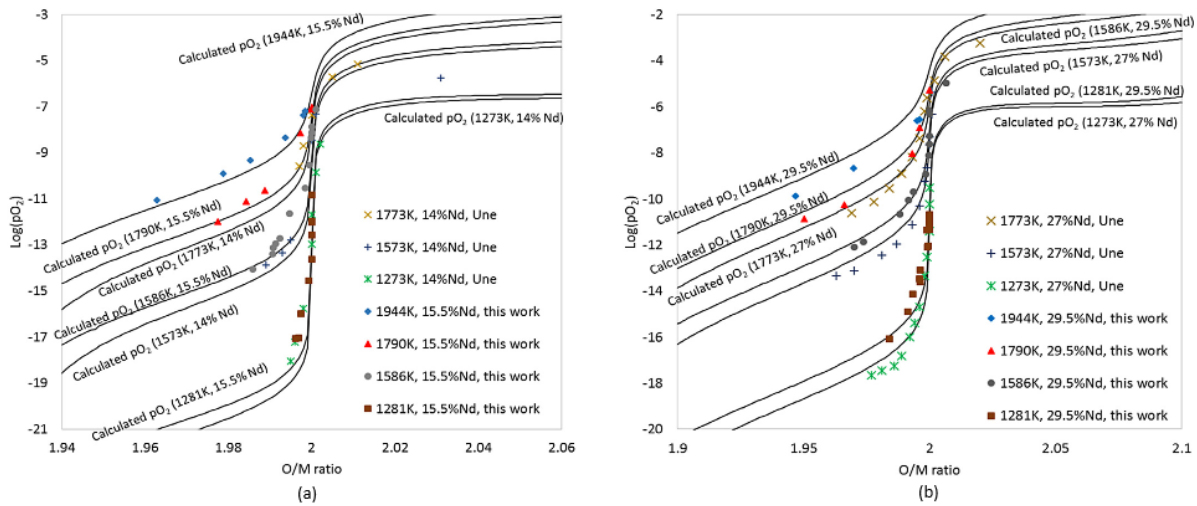 -3
-5
-7
-9
-11
-13
-15
-17
-19
-21
Log(pO2)
1.94
1.96
1.98
2
2.02
2.04
2.06
O/M ratio
(a)
Calculated pO2 (1944K, 15.5% Nd)
Calculated pO2 (1273K, 14% Nd)
Calculated pO2 (1790K, 15.5% Nd)
Calculated pO2 (1773K, 14% Nd)
Calculated pO2 (1586K, 15.5% Nd)
Calculated pO2 (1573K, 14% Nd)
Calculated pO2 (1281K, 15.5% Nd)
1773K, 14%Nd, Une
1573K, 14%Nd, Une
1273K, 14%Nd, Une
1944K, 15.5%Nd, this work
1790K, 15.5%Nd, this work
1586K, 15.5%Nd, this work
1281K, 15.5%Nd, this work
-2
-4
-6
-8
-10
-12
-14
-16
-18
-20
Log(pO2)
1.9
1.95
2
2.05
2.1
O/M ratio
(b)
Calculated pO2 (1586K, 29.5% Nd)
Calculated pO2 (1573K, 27% Nd)
Calculated pO2 (1281K, 29.5% Nd)
Calculated pO2 (1273K, 27% Nd)
Calculated pO2 (1944K, 29.5% Nd)
Calculated pO2 (1790K, 29.5% Nd)
Calculated pO2 (1773K, 27% Nd)
1773K, 27%Nd, Une
1573K, 27%Nd, Une
1273K, 27%Nd, Une
1944K, 29.5%Nd, this work
1790K, 29.5%Nd, this work
1586K, 29.5%Nd, this work
1281K, 29.5%Nd, this work